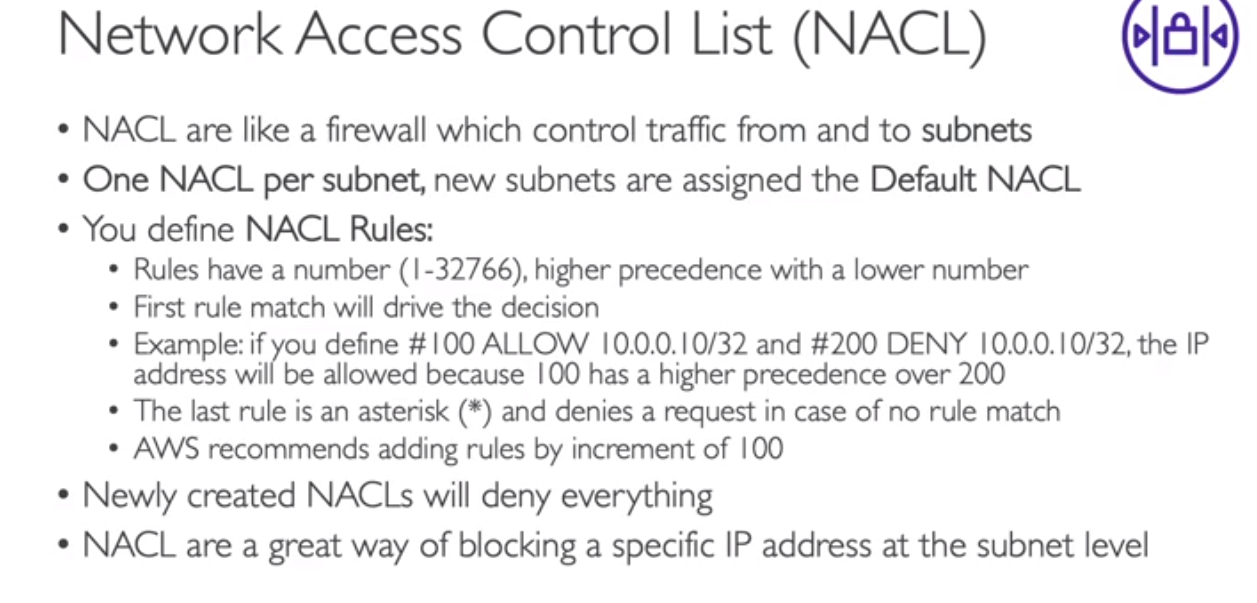 Network Access Control List (NACL)
• NACL are like a firewall which control traffic from and to subnets
• One NACL per subnet, new subnets are assigned the Default NACL
• You define NACL Rules:
• Rules have a number (1-32766), higher precedence with a lower number
• First rule match will drive the decision
• Example: if you define #100 ALLOW 10.0.0.10/32 and #200 DENY 10.0.0.10/32, the IP
address will be allowed because 100 has a higher precedence over 200
• The last rule is an asterisk (*) and denies a request in case of no rule match
• AWS recommends adding rules by increment of 100
• Newly created NACLs will deny everything
• NACL are a great way of blocking a specific IP address at the subnet level